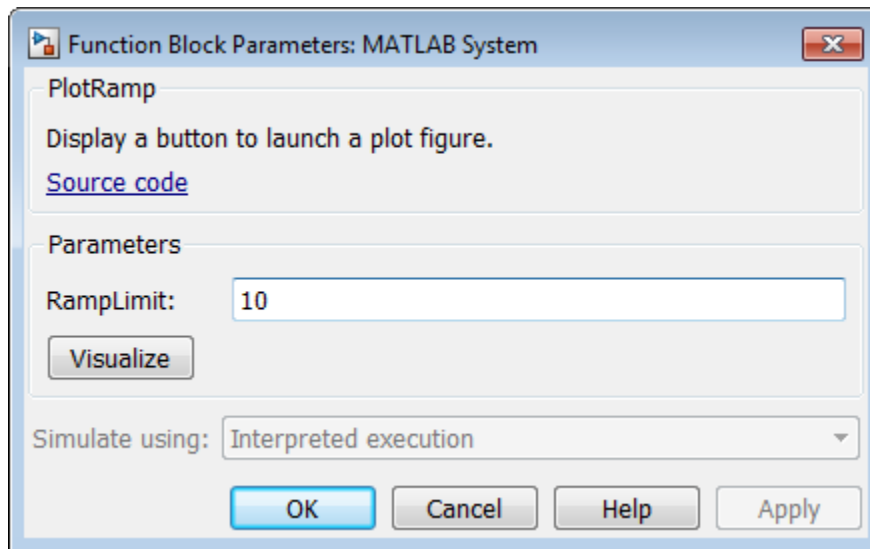 Function Block Parameters: MATLAB System
PlotRamp
Display a button to launch a plot figure.
Source code
Parameters
RampLimit: 10
Visualize
Simulate using: Interpreted execution
OK Cancel Help Apply